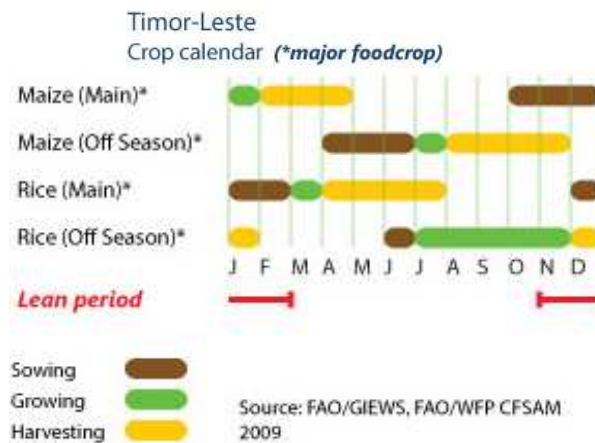 Timor-Leste
Crop calendar (*major foodcrop)
Maize (Main)*
Maize (Off Season)*
Rice (Main)*
Rice (Off Season)*
J F M A M J J A S O N D
Lean period
Sowing
Growing
Harvesting
Source: FAO/GIEWS, FAO/WFP CFSAM
2009